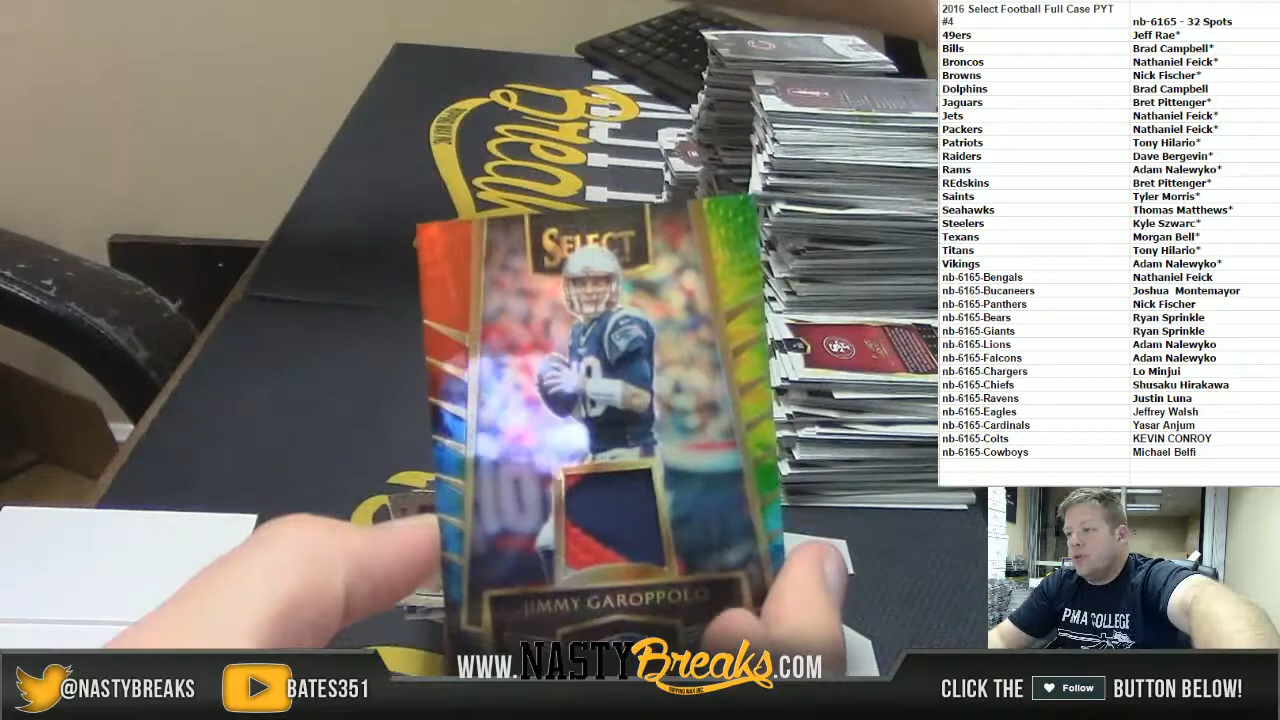 2016 Select Football Full Case PYT
#4 nb-6165 - 32 Spots
49ers Jeff Rae*
Bills Brad Campbell*
Broncos Nathaniel Feick*
Browns Nick Fischer*
Dolphins Brad Campbell
Jaguars Bret Pittenger*
Jets Nathaniel Feick*
Packers Nathaniel Feick*
Patriots Tony Hilario*
Raiders Dave Bergevin*
Rams Adam Nalewyko*
REdskins Bret Pittenger*
Saints Tyler Morris*
Seahawks Thomas Matthews*
Steelers Kyle Szwarc*
Texans Morgan Bell*
Titans Tony Hilario*
Vikings Adam Nalewyko*
nb-6165-Bengals Nathaniel Feick
nb-6165-Bucaneers Joshua Montemayor
nb-6165-Panthers Nick Fischer
nb-6165-Bears Ryan Sprinkle
nb-6165-Giants Ryan Sprinkle
nb-6165-Lions Adam Nalewyko
nb-6165-Falcons Adam Nalewyko
nb-6165-Chargers Lo Minjui
nb-6165-Chiefs Shusaku Hirakawa
nb-6165-Ravens Justin Luna
nb-6165-Eagles Jeffrey Walsh
nb-6165-Cardinals Yasar Anjum
nb-6165-Colts KEVIN CONROY
nb-6165-Cowboys Michael Belfi
SELECT
JIMMY GAROPPOLO
PMA COLLEGE
@NASTYBREAKS
BATES351
WWW.NASTYBreaks.COM
RIPPING WAX INC.
CLICK THE Follow BUTTON BELOW!